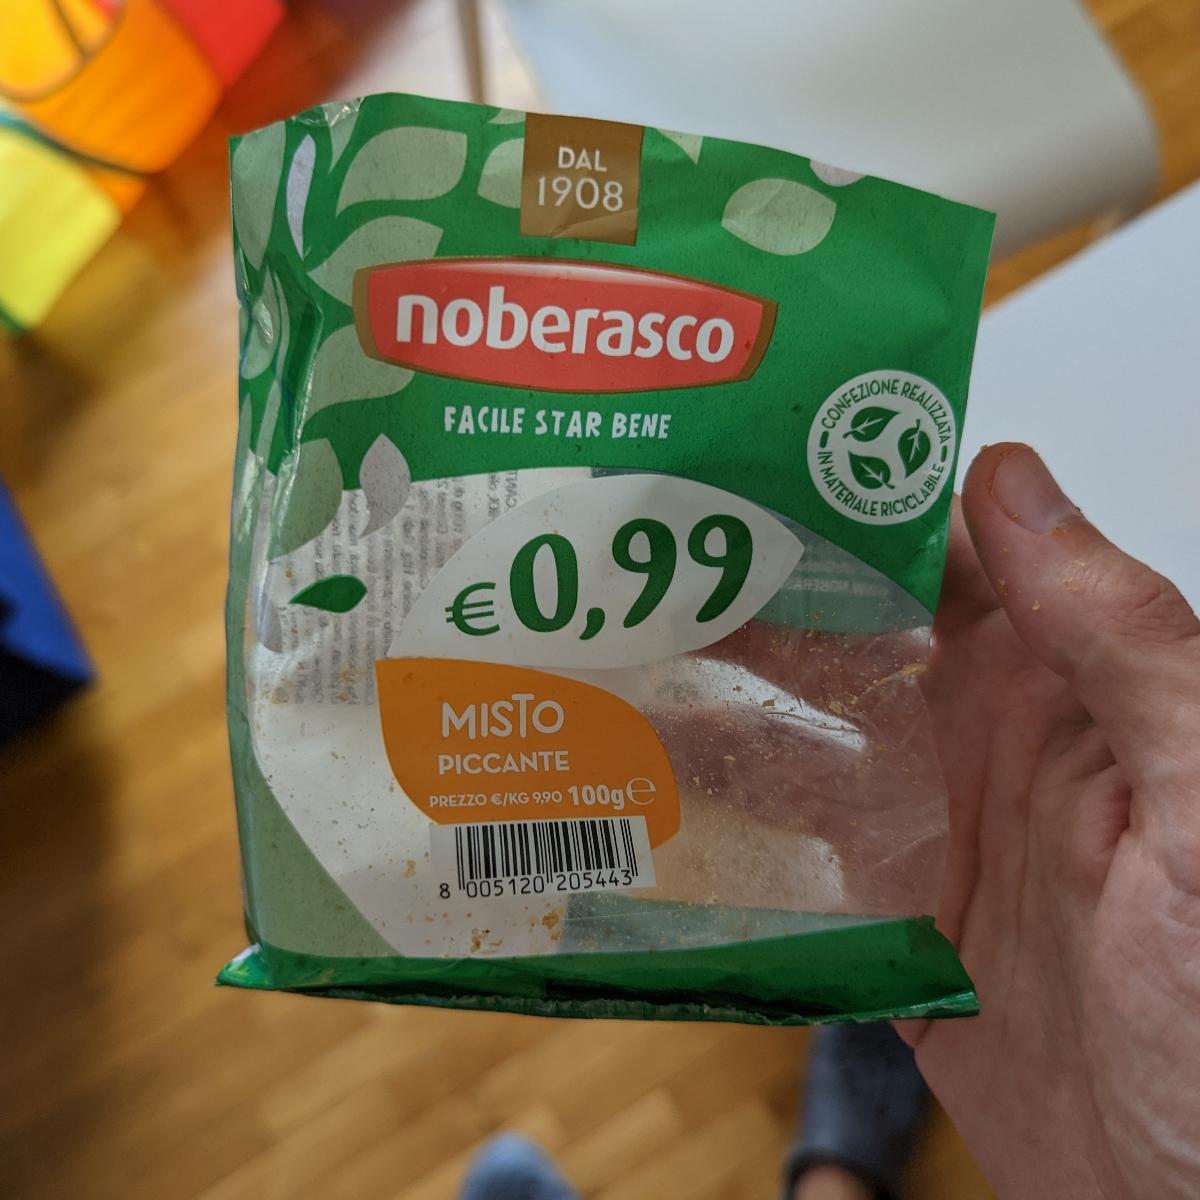 DAL
1908
noberasco
FACILE STAR BENE
CONFEZIONE REALIZZATA
IN MATERIALE RICICLABILE
€0,99
MISTO
PICCANTE
PREZZO €/KG 9,90 100g℮
8 005120 205443